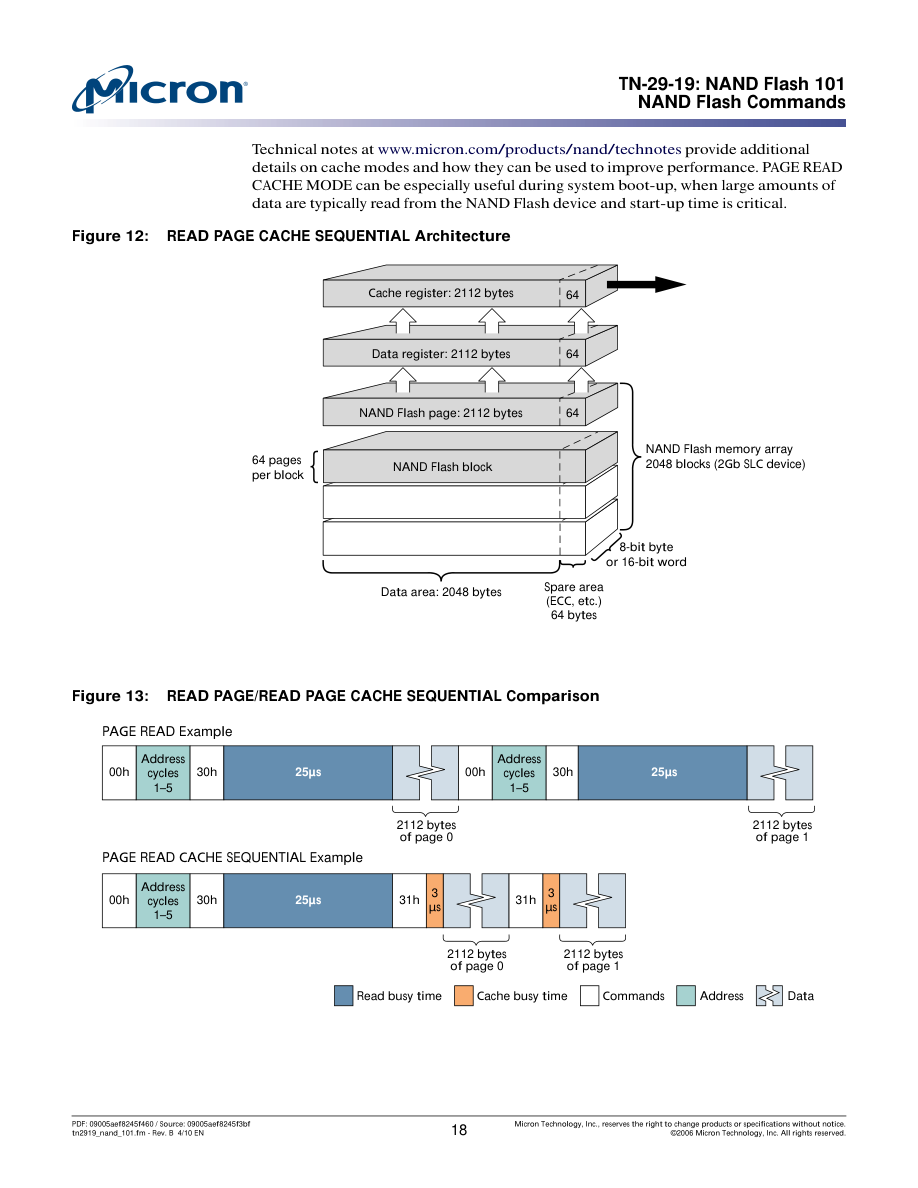 Micron®
TN-29-19: NAND Flash 101
NAND Flash Commands
Technical notes at www.micron.com/products/nand/technotes provide additional
details on cache modes and how they can be used to improve performance. PAGE READ
CACHE MODE can be especially useful during system boot-up, when large amounts of
data are typically read from the NAND Flash device and start-up time is critical.
Figure 12: READ PAGE CACHE SEQUENTIAL Architecture
Cache register: 2112 bytes 64
Data register: 2112 bytes 64
NAND Flash page: 2112 bytes 64
NAND Flash memory array
2048 blocks (2Gb SLC device)
64 pages
per block
NAND Flash block
8-bit byte
or 16-bit word
Data area: 2048 bytes
Spare area
(ECC, etc.)
64 bytes
Figure 13: READ PAGE/READ PAGE CACHE SEQUENTIAL Comparison
PAGE READ Example
00h
Address
cycles
1–5
30h
25µs
00h
Address
cycles
1–5
30h
25µs
2112 bytes
of page 0
2112 bytes
of page 1
PAGE READ CACHE SEQUENTIAL Example
00h
Address
cycles
1–5
30h
25µs
31h
3
µs
31h
3
µs
2112 bytes
of page 0
2112 bytes
of page 1
Read busy time Cache busy time Commands Address Data
PDF: 09005aef8245f460 / Source: 09005aef8245f3bf
tn2919_nand_101.fm - Rev. B 4/10 EN
18
Micron Technology, Inc., reserves the right to change products or specifications without notice.
©2006 Micron Technology, Inc. All rights reserved.